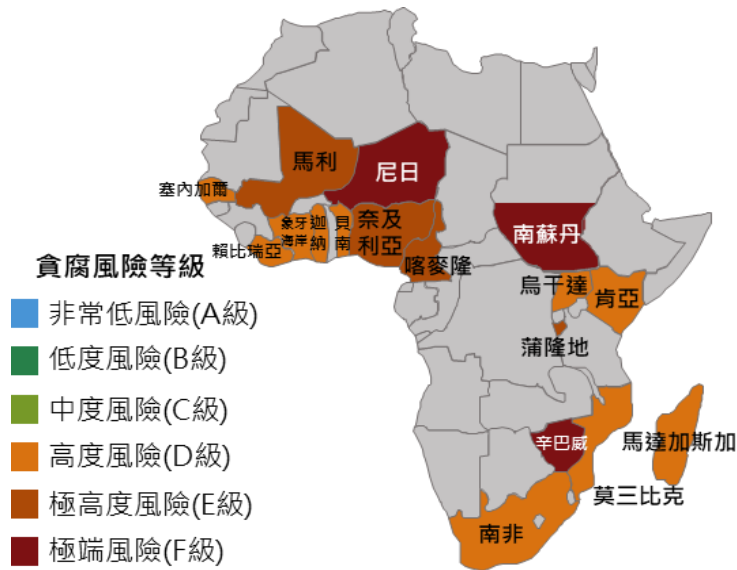 馬利
尼日
塞內加爾
象牙
海岸
迦
納
貝
南
奈及
利亞
南蘇丹
賴比瑞亞
喀麥隆
烏干達
肯亞
蒲隆地
辛巴威
馬達加斯加
莫三比克
南非
貪腐風險等級
非常低風險(A級)
低度風險(B級)
中度風險(C級)
高度風險(D級)
極高度風險(E級)
極端風險(F級)